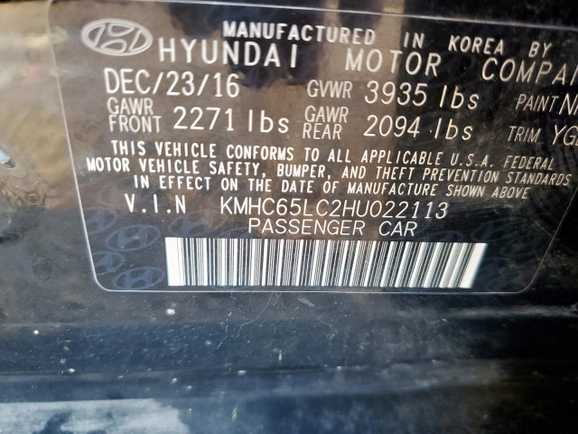 MANUFACTURED IN KOREA BY
HYUNDAI MOTOR COMPA
DEC/23/16 GVWR 3935 lbs PAINT
GAWR FRONT 2271 lbs GAWR REAR 2094 lbs TRIM YG
THIS VEHICLE CONFORMS TO ALL APPLICABLE U.S.A. FEDERAL
MOTOR VEHICLE SAFETY, BUMPER, AND THEFT PREVENTION STANDARDS
IN EFFECT ON THE DATE OF MANUFACTURE SHOWN ABOVE
V.I.N KMHC65LC2HU022113
PASSENGER CAR